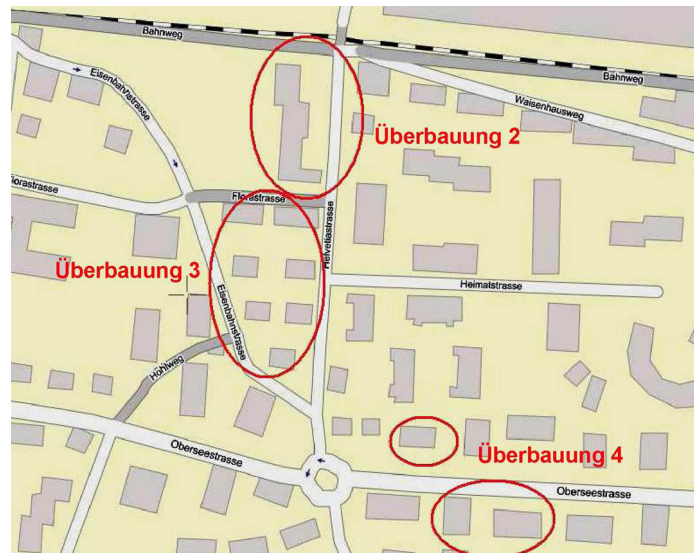 Bahnweg
Bahnweg
Eisenbahnstrasse
Waisenhausweg
Überbauung 2
Florastrasse
Florastrasse
Helvetiastrasse
Überbauung 3
Heimatstrasse
Eisenbahnstrasse
Höhlweg
Oberseestrasse
Überbauung 4
Oberseestrasse